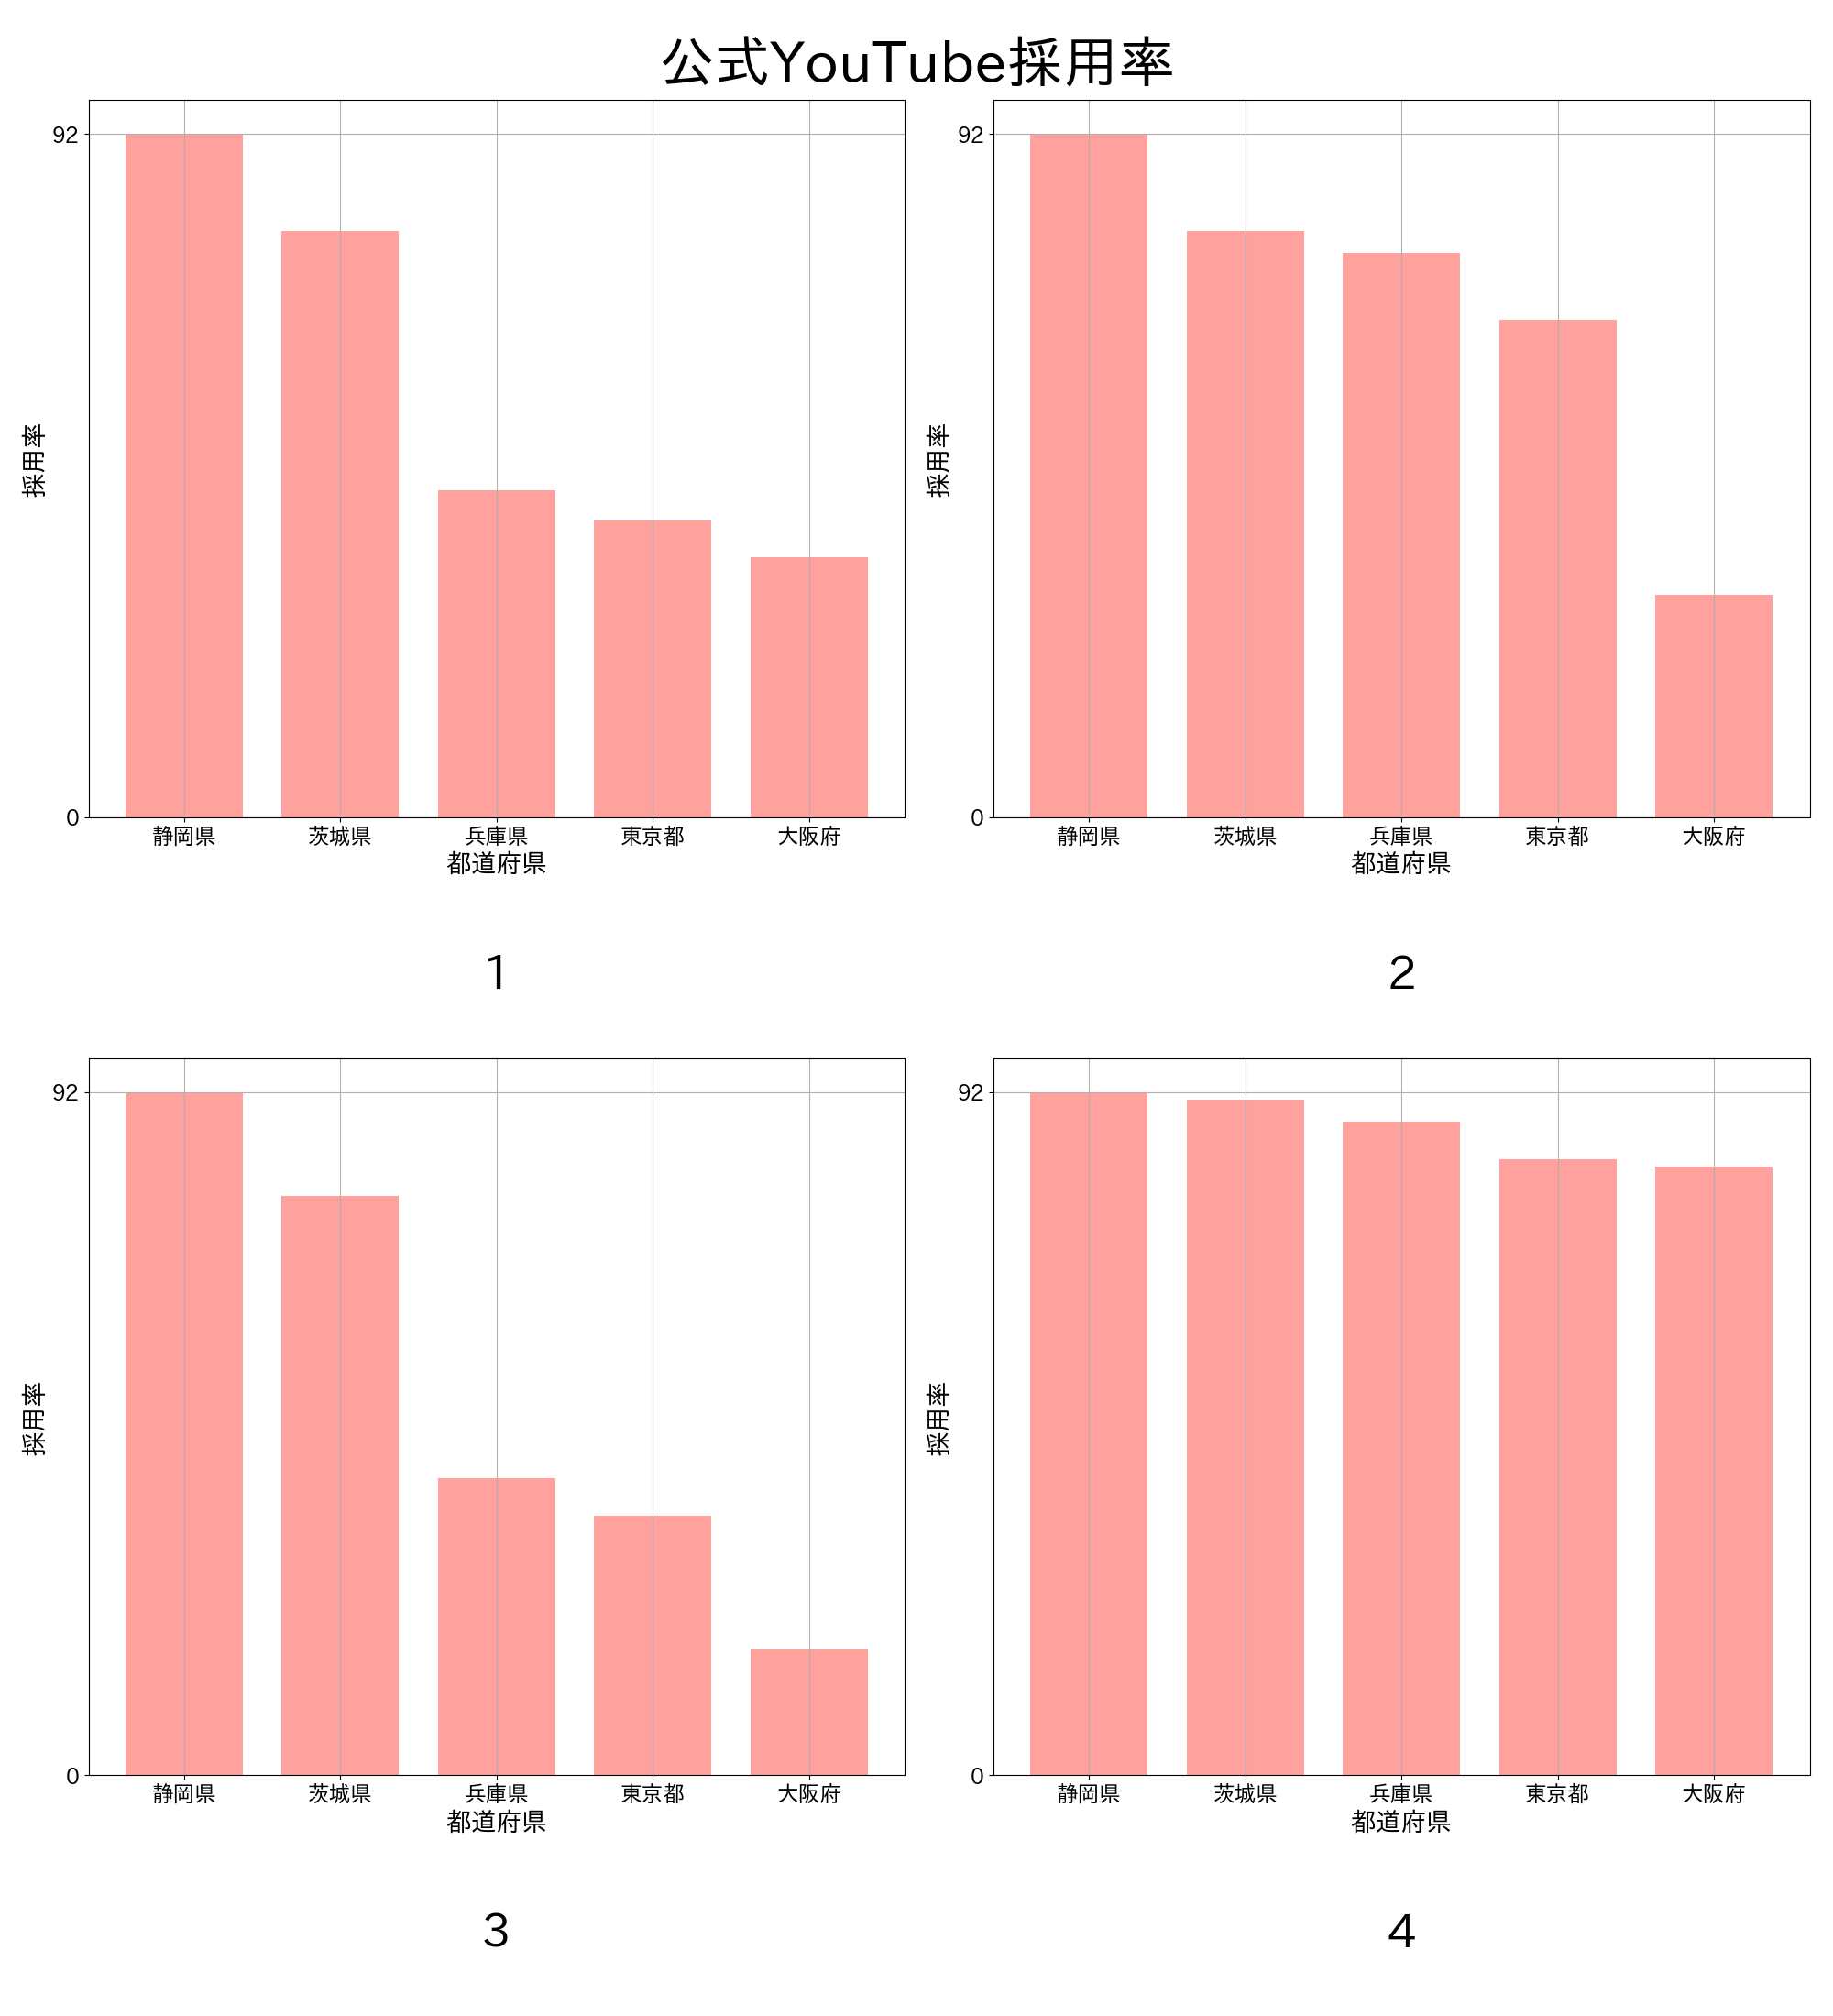 公式YouTube採用率
92
採用率
0
静岡県 茨城県 兵庫県 東京都 大阪府
都道府県
1
92
採用率
0
静岡県 茨城県 兵庫県 東京都 大阪府
都道府県
2
92
採用率
0
静岡県 茨城県 兵庫県 東京都 大阪府
都道府県
3
92
採用率
0
静岡県 茨城県 兵庫県 東京都 大阪府
都道府県
4